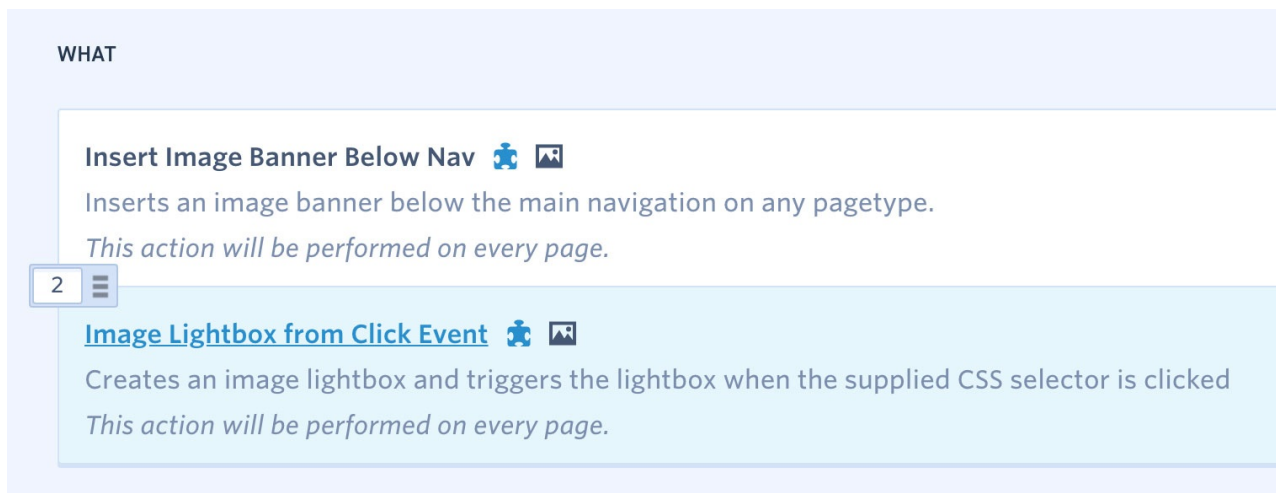 WHAT
Insert Image Banner Below Nav
Inserts an image banner below the main navigation on any pagetype.
This action will be performed on every page.
2
Image Lightbox from Click Event
Creates an image lightbox and triggers the lightbox when the supplied CSS selector is clicked
This action will be performed on every page.